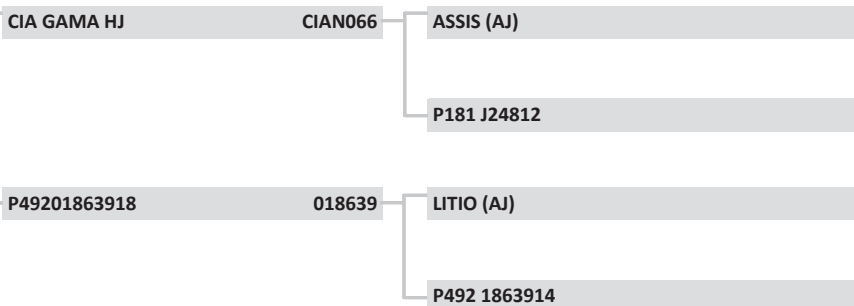 CIA GAMA HJ CIAN066
ASSIS (AJ)
P181 J24812
P49201863918 018639
LITIO (AJ)
P492 1863914